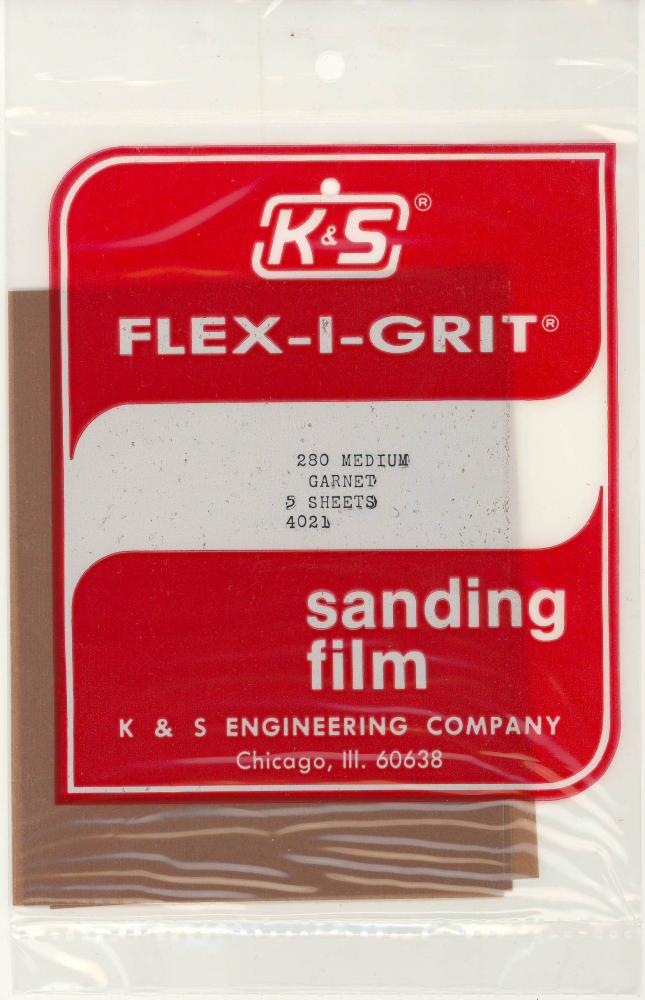 K&S®
FLEX-I-GRIT®
280 MEDIUM
GARNET
5 SHEETS
4021
sanding
film
K & S ENGINEERING COMPANY
Chicago, Ill. 60638